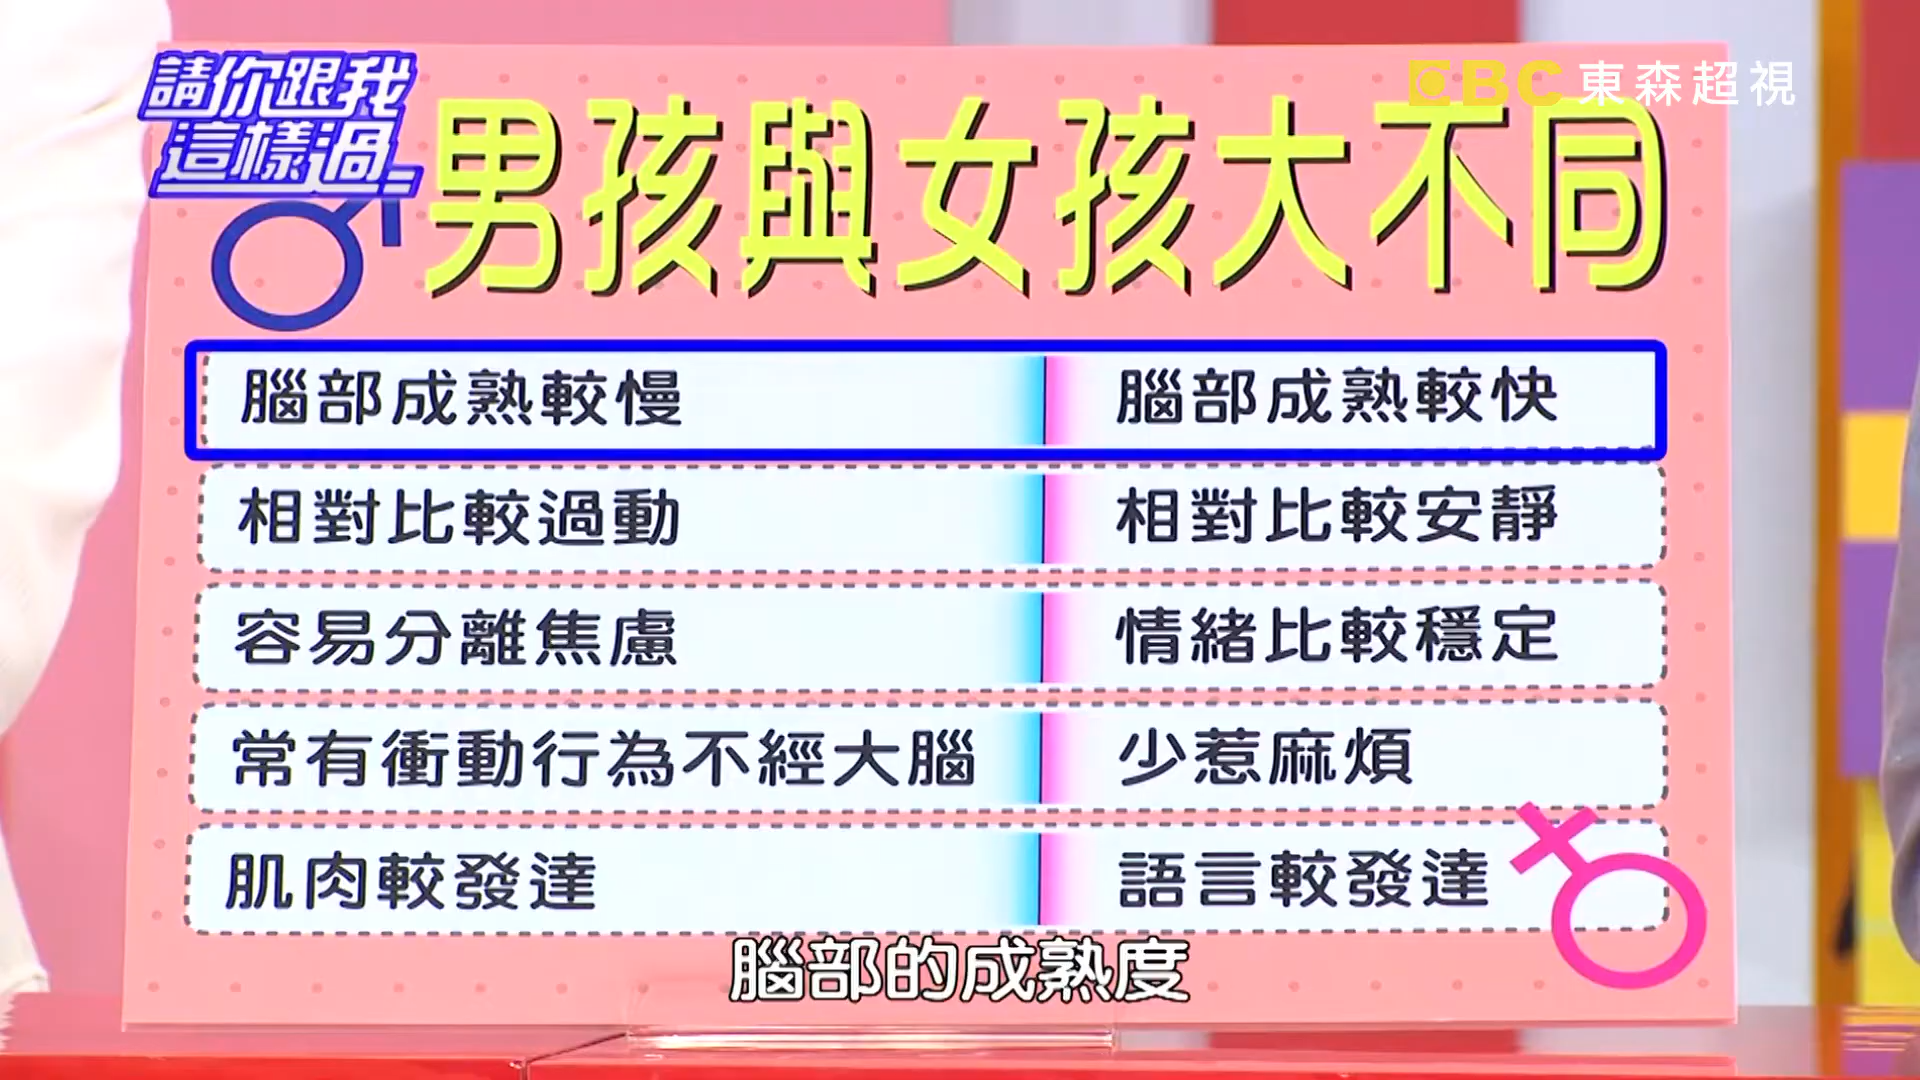 請你跟我
這樣過
EBC 東森超視
男孩與女孩大不同
腦部成熟較慢 腦部成熟較快
相對比較過動 相對比較安靜
容易分離焦慮 情緒比較穩定
常有衝動行為不經大腦 少惹麻煩
肌肉較發達 語言較發達
腦部的成熟度